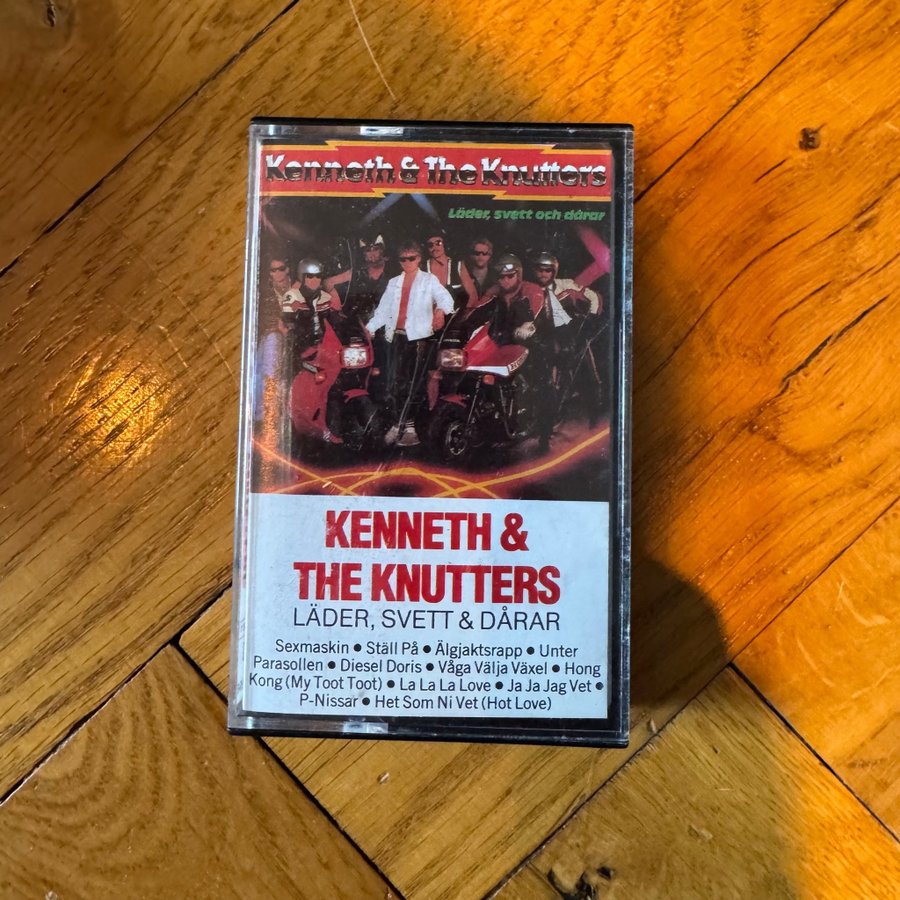 Kenneth & The Knutters
Läder, svett och dårar
KENNETH &
THE KNUTTERS
LÄDER, SVETT & DÅRAR
Sexmaskin ● Ställ På ● Älgjaktsrapp ● Unter
Parasollen ● Diesel Doris ● Våga Välja Växel ● Hong
Kong (My Toot Toot) ● La La La Love ● Ja Ja Jag Vet ●
P-Nissar ● Het Som Ni Vet (Hot Love)